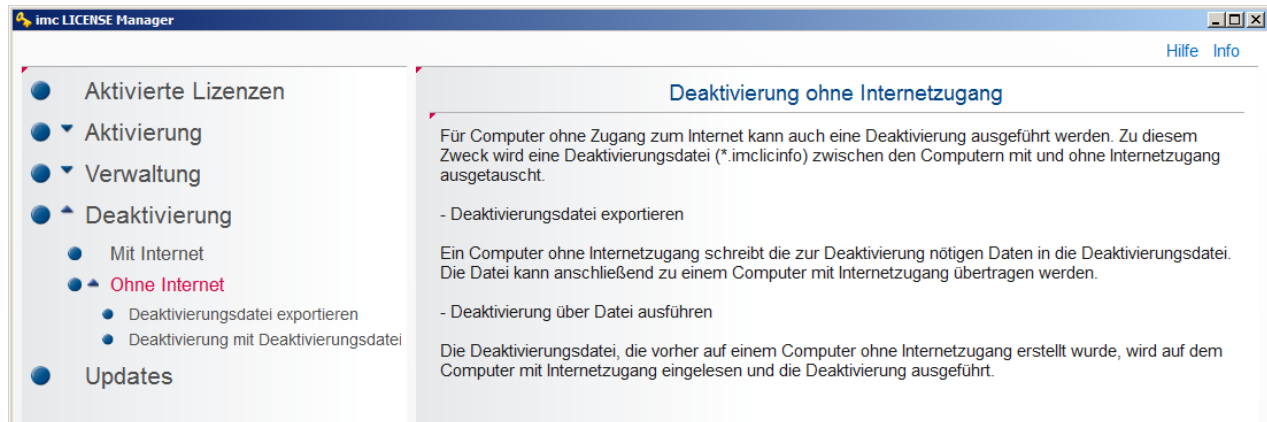 imc LICENSE Manager
Hilfe Info
Aktivierte Lizenzen
Aktivierung
Verwaltung
Deaktivierung
Mit Internet
Ohne Internet
Deaktivierungsdatei exportieren
Deaktivierung mit Deaktivierungsdatei
Updates
Deaktivierung ohne Internetzugang
Für Computer ohne Zugang zum Internet kann auch eine Deaktivierung ausgeführt werden. Zu diesem
Zweck wird eine Deaktivierungsdatei (*.imclicinfo) zwischen den Computern mit und ohne Internetzugang
ausgetauscht.
- Deaktivierungsdatei exportieren
Ein Computer ohne Internetzugang schreibt die zur Deaktivierung nötigen Daten in die Deaktivierungsdatei.
Die Datei kann anschließend zu einem Computer mit Internetzugang übertragen werden.
- Deaktivierung über Datei ausführen
Die Deaktivierungsdatei, die vorher auf einem Computer ohne Internetzugang erstellt wurde, wird auf dem
Computer mit Internetzugang eingelesen und die Deaktivierung ausgeführt.